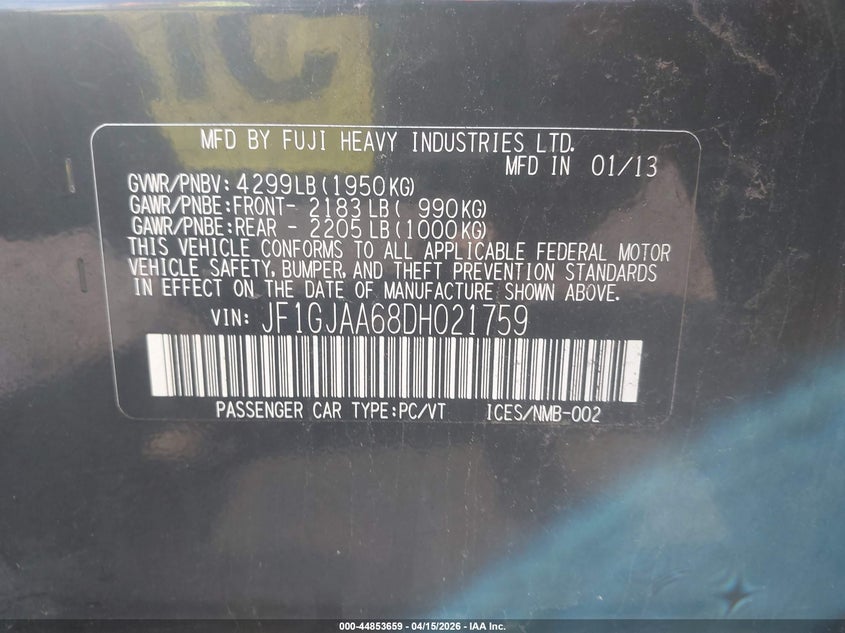 MFD BY FUJI HEAVY INDUSTRIES LTD.
MFD IN 01/13
GVWR/PNBV: 4299LB(1950KG)
GAWR/PNBE:FRONT- 2183 LB( 990KG)
GAWR/PNBE:REAR - 2205 LB(1000KG)
THIS VEHICLE CONFORMS TO ALL APPLICABLE FEDERAL MOTOR
VEHICLE SAFETY, BUMPER, AND THEFT PREVENTION STANDARDS
IN EFFECT ON THE DATE OF MANUFACTURE SHOWN ABOVE.
VIN: JF1GJAA68DH021759
PASSENGER CAR TYPE:PC/VT ICES/NMB-002
000-44853659 - 04/15/2026 - IAA Inc.